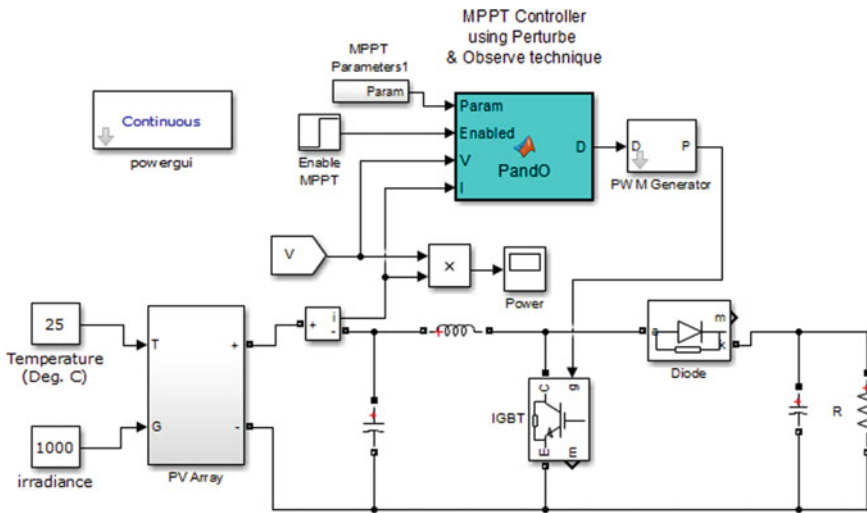 MPPT Controller
using Perturbe
& Observe technique
MPPT
Parameters1
Param
Param
Enabled
V
I
D
PandO
Continuous
powergui
Enable
MPPT
D
P
PW M Generator
V
×
Power
i
+
-
25
Temperature
(Deg. C)
1000
irradiance
T
G
+
-
PV Array
+
+
g
C
E
m
IGBT
a
m
k
Diode
+
R
+